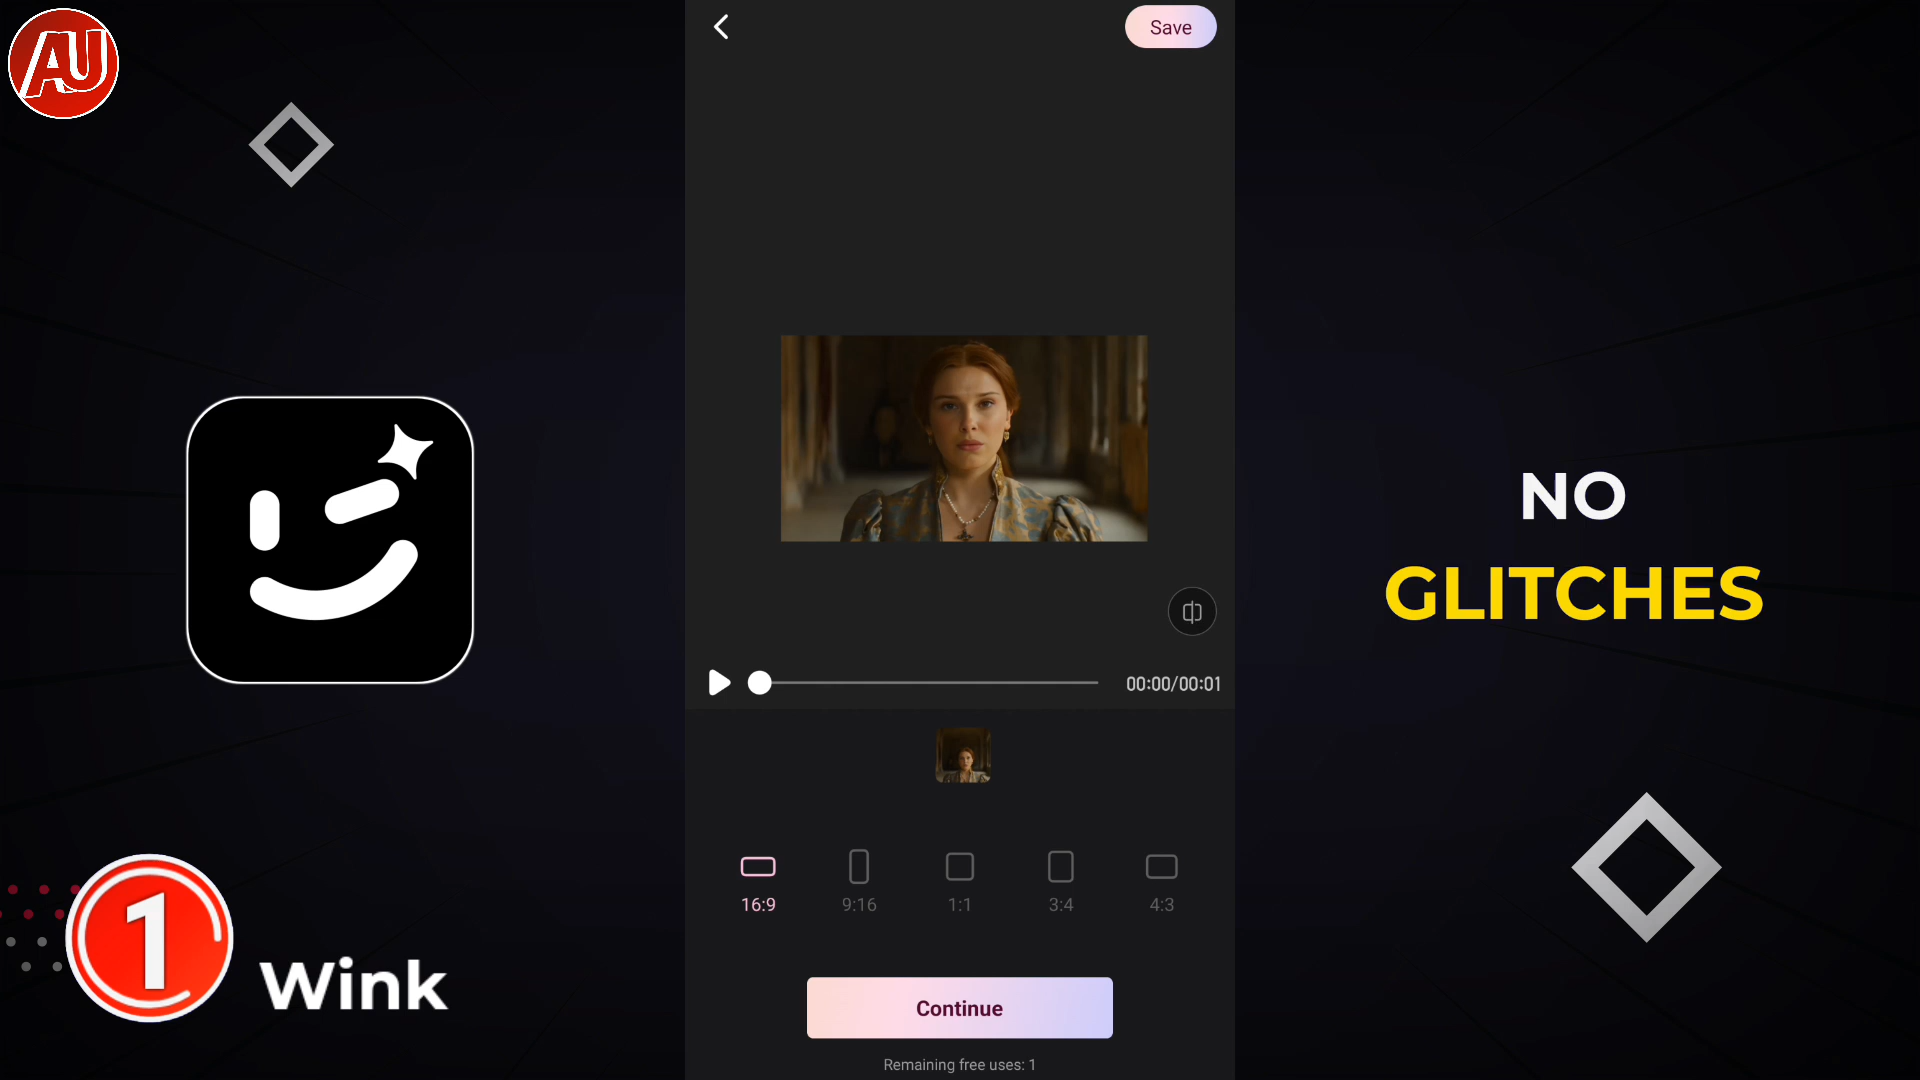 AU
Save
NO
GLITCHES
00:00/00:01
16:9 9:16 1:1 3:4 4:3
1 Wink
Continue
Remaining free uses: 1